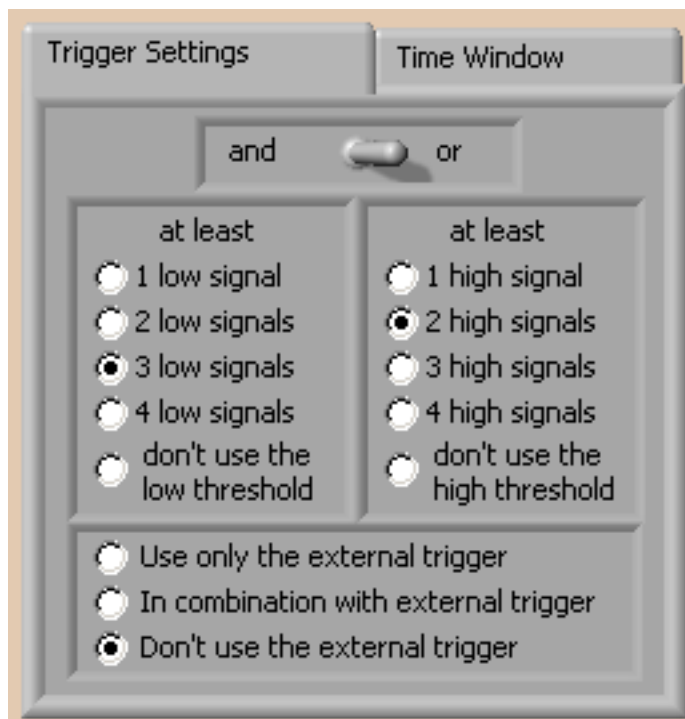 Trigger Settings
Time Window
and
or
at least
1 low signal
2 low signals
3 low signals
4 low signals
don't use the
low threshold
at least
1 high signal
2 high signals
3 high signals
4 high signals
don't use the
high threshold
Use only the external trigger
In combination with external trigger
Don't use the external trigger